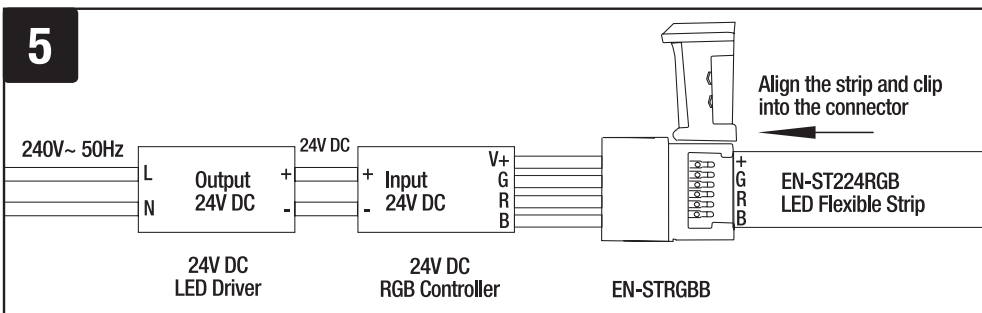 5
Align the strip and clip
into the connector
240V~ 50Hz
24V DC
L
N
Output
24V DC
+
-
+
-
Input
24V DC
V+
G
R
B
+
G
R
B
EN-ST224RGB
LED Flexible Strip
24V DC
LED Driver
24V DC
RGB Controller
EN-STRGBB